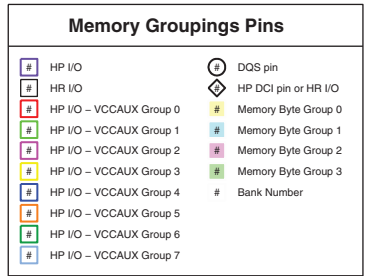 Memory Groupings Pins
# HP I/O
# HR I/O
# HP I/O – VCCAUX Group 0
# HP I/O – VCCAUX Group 1
# HP I/O – VCCAUX Group 2
# HP I/O – VCCAUX Group 3
# HP I/O – VCCAUX Group 4
# HP I/O – VCCAUX Group 5
# HP I/O – VCCAUX Group 6
# HP I/O – VCCAUX Group 7
# DQS pin
# HP DCI pin or HR I/O
# Memory Byte Group 0
# Memory Byte Group 1
# Memory Byte Group 2
# Memory Byte Group 3
# Bank Number